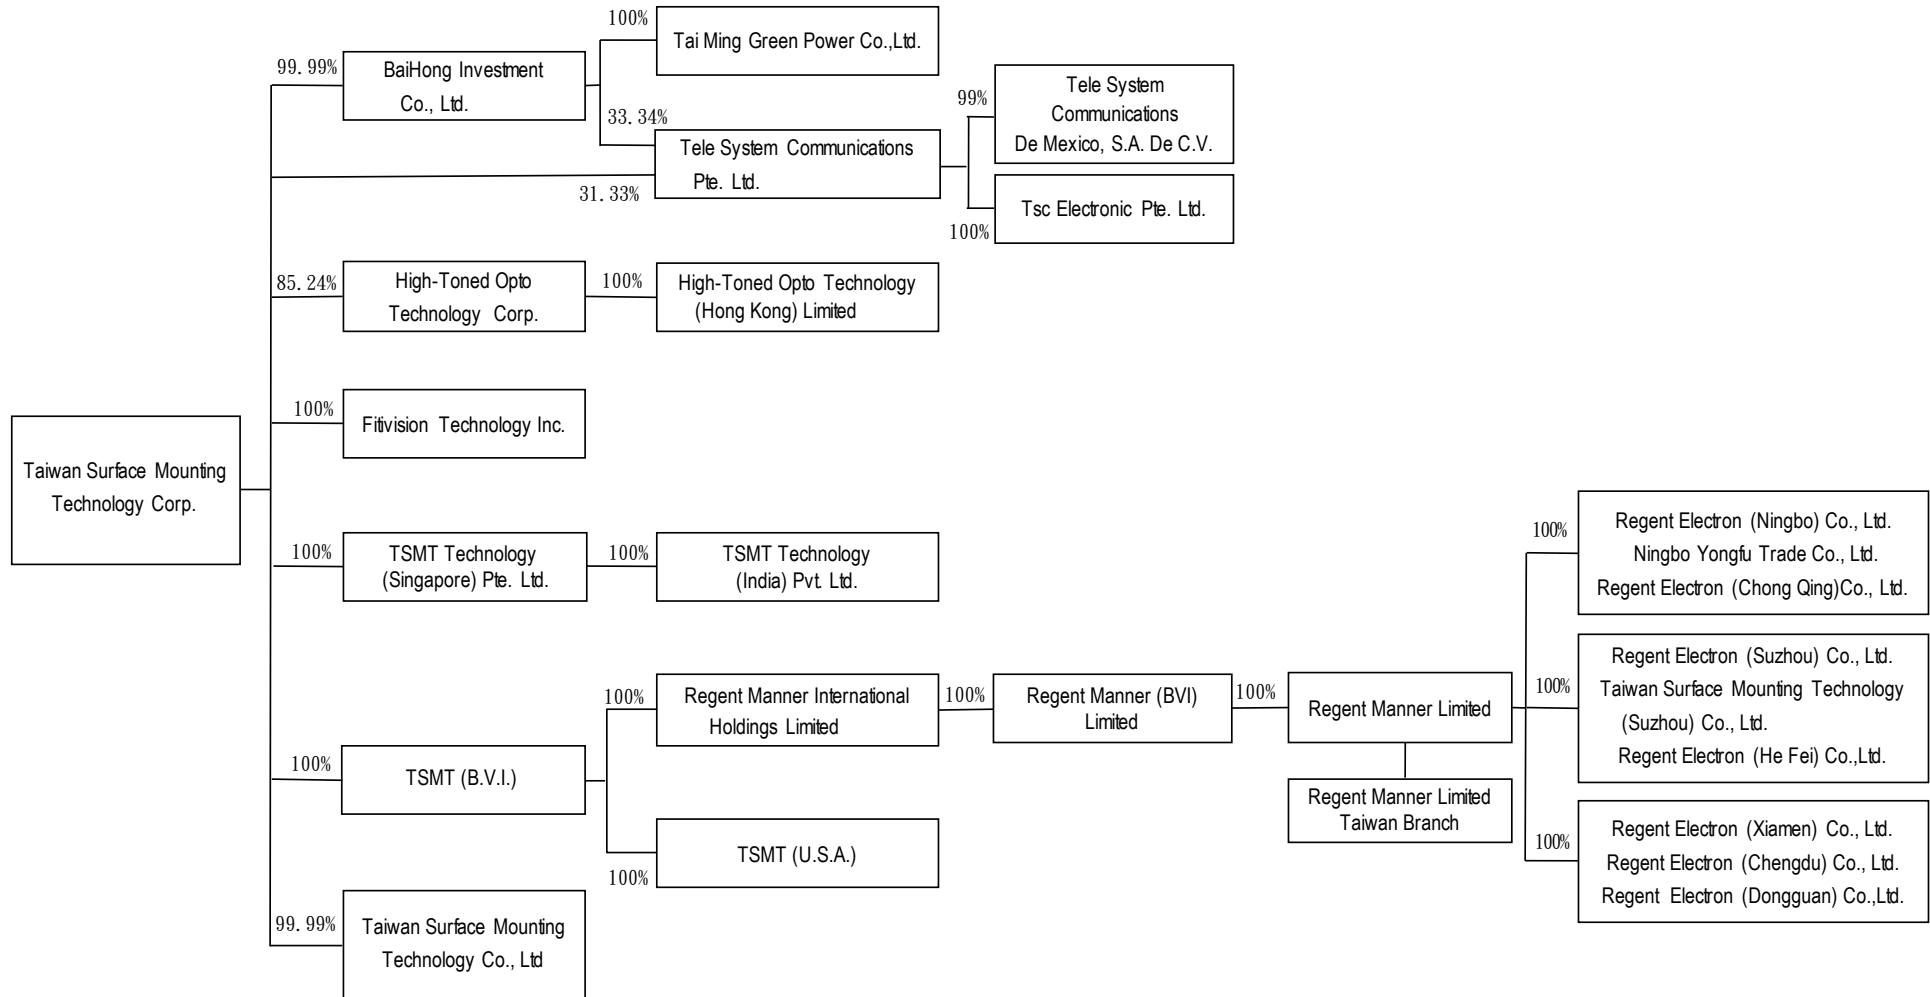 100%
Tai Ming Green Power Co.,Ltd.
99.99%
BaiHong Investment
Co., Ltd.
33.34%
Tele System Communications
Pte. Ltd.
31.33%
99%
Tele System
Communications
De Mexico, S.A. De C.V.
Tsc Electronic Pte. Ltd.
100%
85.24%
High-Toned Opto
Technology Corp.
100%
High-Toned Opto Technology
(Hong Kong) Limited
100%
Fitivision Technology Inc.
Taiwan Surface Mounting
Technology Corp.
100%
TSMT Technology
(Singapore) Pte. Ltd.
100%
TSMT Technology
(India) Pvt. Ltd.
100%
TSMT (B.V.I.)
100%
Regent Manner International
Holdings Limited
100%
Regent Manner (BVI)
Limited
100%
Regent Manner Limited
Regent Manner Limited
Taiwan Branch
100%
Regent Electron (Ningbo) Co., Ltd.
Ningbo Yongfu Trade Co., Ltd.
Regent Electron (Chong Qing)Co., Ltd.
100%
Regent Electron (Suzhou) Co., Ltd.
Taiwan Surface Mounting Technology
(Suzhou) Co., Ltd.
Regent Electron (He Fei) Co.,Ltd.
100%
Regent Electron (Xiamen) Co., Ltd.
Regent Electron (Chengdu) Co., Ltd.
Regent Electron (Dongguan) Co.,Ltd.
TSMT (U.S.A.)
100%
99.99%
Taiwan Surface Mounting
Technology Co., Ltd